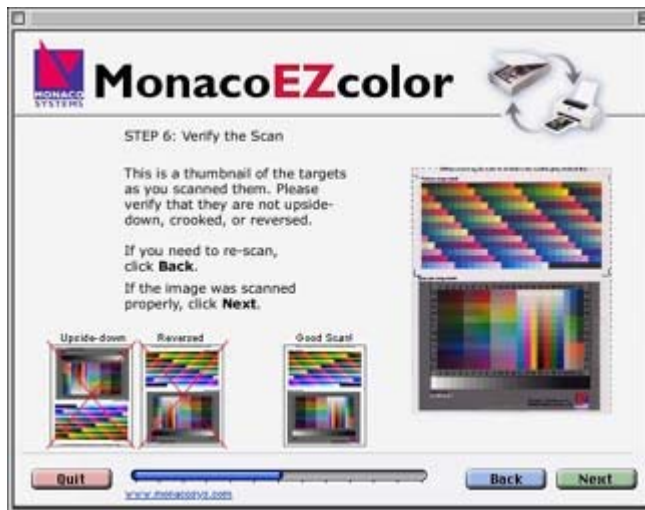 MONACO
SYSTEMS
MonacoEZcolor
STEP 6: Verify the Scan
This is a thumbnail of the targets
as you scanned them. Please
verify that they are not upside-
down, crooked, or reversed.
If you need to re-scan,
click Back.
If the image was scanned
properly, click Next.
Upside-down
Reversed
Good Scan!
Quit
www.monacosys.com
Back
Next